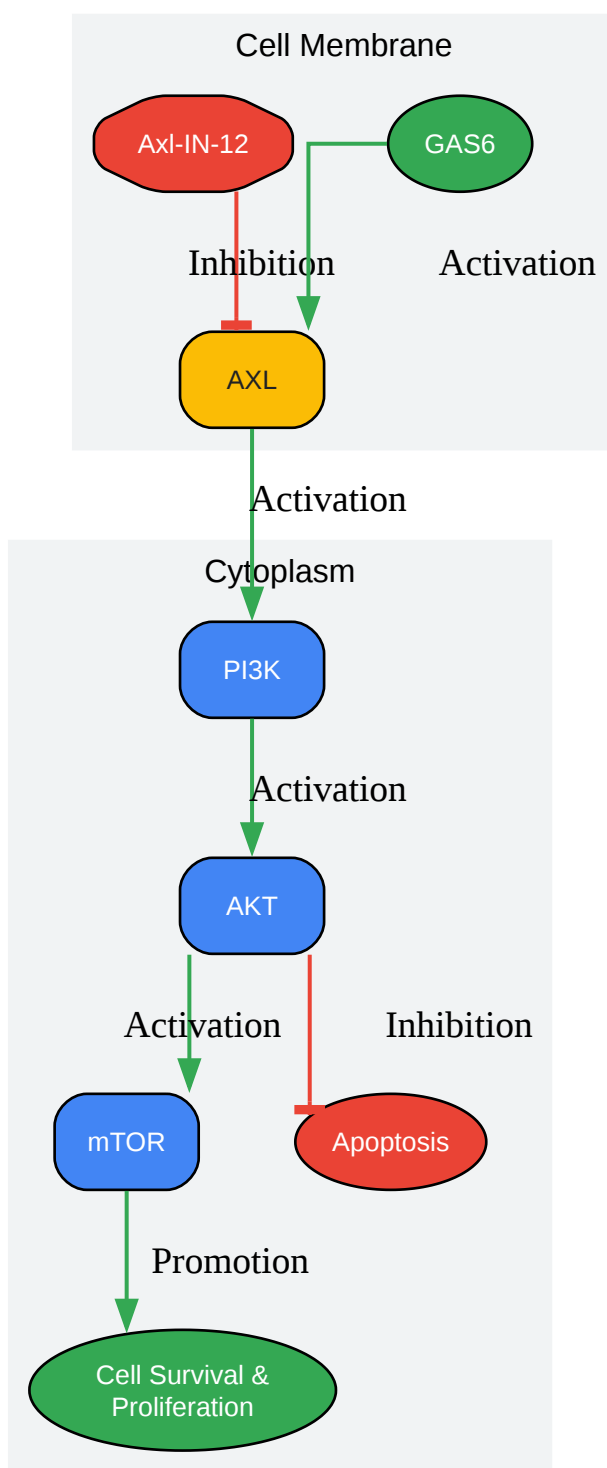 Cell Membrane
Axl-IN-12
GAS6
Inhibition
Activation
AXL
Activation
Cytoplasm
PI3K
Activation
AKT
Activation
Inhibition
mTOR
Apoptosis
Promotion
Cell Survival &
Proliferation